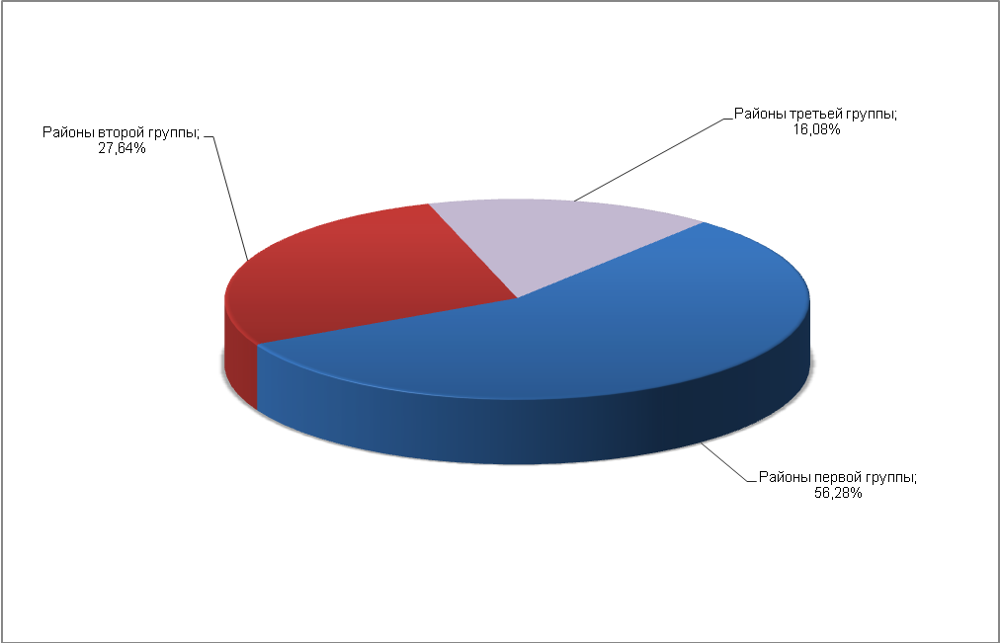 Районы третьей группы;
16,08%
Районы второй группы;
27,64%
Районы первой группы;
56,28%